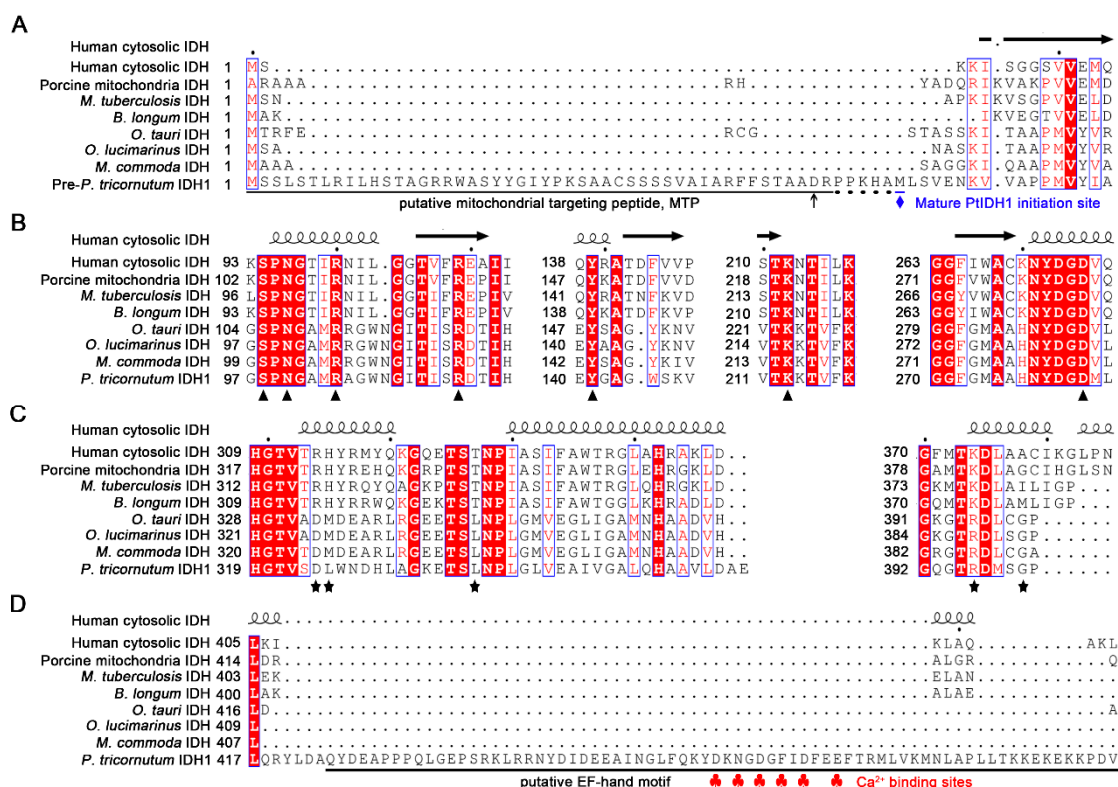 A
Human cytosolic IDH
Human cytosolic IDH 1 MS........................................................KKI.SGGSVVEMQ
Porcine mitochondria IDH 1 ARAAA..................................RH..............YADQRIKVAKPVVEMD
M. tuberculosis IDH 1 MSN......................................................APKIKVSGPVVELD
B. longum IDH 1 M...........................................................IKVEGTVVELD
O. tauri IDH 1 MTRFE..................................RCG............STASSKI.TAAPMVYVR
O. lucimarinus IDH 1 MSA.....................................................NASKI.TAAPMVYVR
M. commoda IDH 1 MAAA...................................................SAGGKI.QAAPMVYVA
Pre-P. tricornutum IDH1 1 MSSLSTLRILHSTAGRRWASYYGIYPKSAACSSSSVAIARFFSTAADRPPKHAMLSVENKV.VAPPMVYIA
putative mitochondrial targeting peptide, MTP Mature PtIDH1 initiation site
B
Human cytosolic IDH
Human cytosolic IDH 93 KSPNGTIRNIL.GGTVFREAII 138 QYRATDFVVP 210 STKNTILK 263 GGFIWACKNYDGDVQ
Porcine mitochondria IDH 102 KSPNGTIRNIL.GGTVFREPII 147 QYKATDFVVD 218 STKNTILK 272 GGFVWACKNYDGDVQ
M. tuberculosis IDH 96 LSPNGTIRNIL.GGTIFREPIV 141 QYRATNFKVD 213 STKNTILK 266 GGYVWACKNYDGDVQ
B. longum IDH 93 KSPNGTIRNIL.GGTIFREPIV 138 QYKATDFVVP 210 STKNTILK 263 GGYIWACKNYDGDVQ
O. tauri IDH 104 GSPNGAMRRGWNGITISRDTIH 147 EYSAG.YKNV 221 VTKKTVFK 279 GGYGMAAHNYDGDVL
O. lucimarinus IDH 97 GSPNGAMRRGWNGITISRDTIH 140 EYAAG.YKNV 214 VTKKTVFK 272 GGFGMAAHNYDGDVL
M. commoda IDH 99 GSPNGAMRRGWNGITISRDTIH 142 EYSAG.YKIV 213 VTKNTVFK 271 GGFGMAAHNYDGDVL
P. tricornutum IDH1 97 GSPNGAMRAGWNGITISRDTIH 140 EYAAG.WSKV 211 VTKKTVFK 270 GGFGMAAHNYDGDML
C
Human cytosolic IDH
Human cytosolic IDH 309 HGTVTRHYRMYQKGQETSTNPIASIFAWTRGLAHRAKLD.. 370 GFMTKDLAACIKGLPN
Porcine mitochondria IDH 317 HGTVTRHYREHQKGRPTSTNPIASIFAWTRGLEHRGKLD.. 378 GAMTKDLAGCIHGLSN
M. tuberculosis IDH 312 HGTVTRHYRQYQAGKPTSTNPIASIFAWTRGLQHRGKLD.. 373 GKMTKDLAILIGP...
B. longum IDH 309 HGTVTRHYRRWQKGEKTSTNPIASIFAWTRGLKHRADLD.. 370 GQMTKDLAMLIGP...
O. tauri IDH 328 HGTVADMDEARLRGEETSLNPLGMVEGLIGAMNHAADVH.. 391 GKGTRDLSGP......
O. lucimarinus IDH 321 HGTVADMDEARLKGEETSLNPLGMVEGLIGAMNHAADVH.. 384 GRGTRDLCGP......
M. commoda IDH 320 HGTVTDMDEARLRGEETSLNPLGMVEGLIGAMNHAADVH.. 382 GRGTRDLCGA......
P. tricornutum IDH1 319 HGTVSDLWNDHLAGKETSLNPLGLVEAIVGALQHAAVLDAE 392 GQGTRDMSGP......
D
Human cytosolic IDH
Human cytosolic IDH 405 LKI.....................................................KLAQ.........AKL
Porcine mitochondria IDH 414 LDR.....................................................ALGR...........Q
M. tuberculosis IDH 403 LEK.....................................................ELAN............
B. longum IDH 400 LAK.....................................................ALAE............
O. tauri IDH 416 LD.....................................................................A
O. lucimarinus IDH 409 L......................................................................
M. commoda IDH 407 L......................................................................
P. tricornutum IDH1 417 LQRYLDAQYDEAPPPQLGEPSRKLRRNYDIDEEAINGLFQKYDKNGDGFIDFEEFTRMLVKMNLAPLLTKKEKEKKPDV
putative EF-hand motif Ca²⁺ binding sites